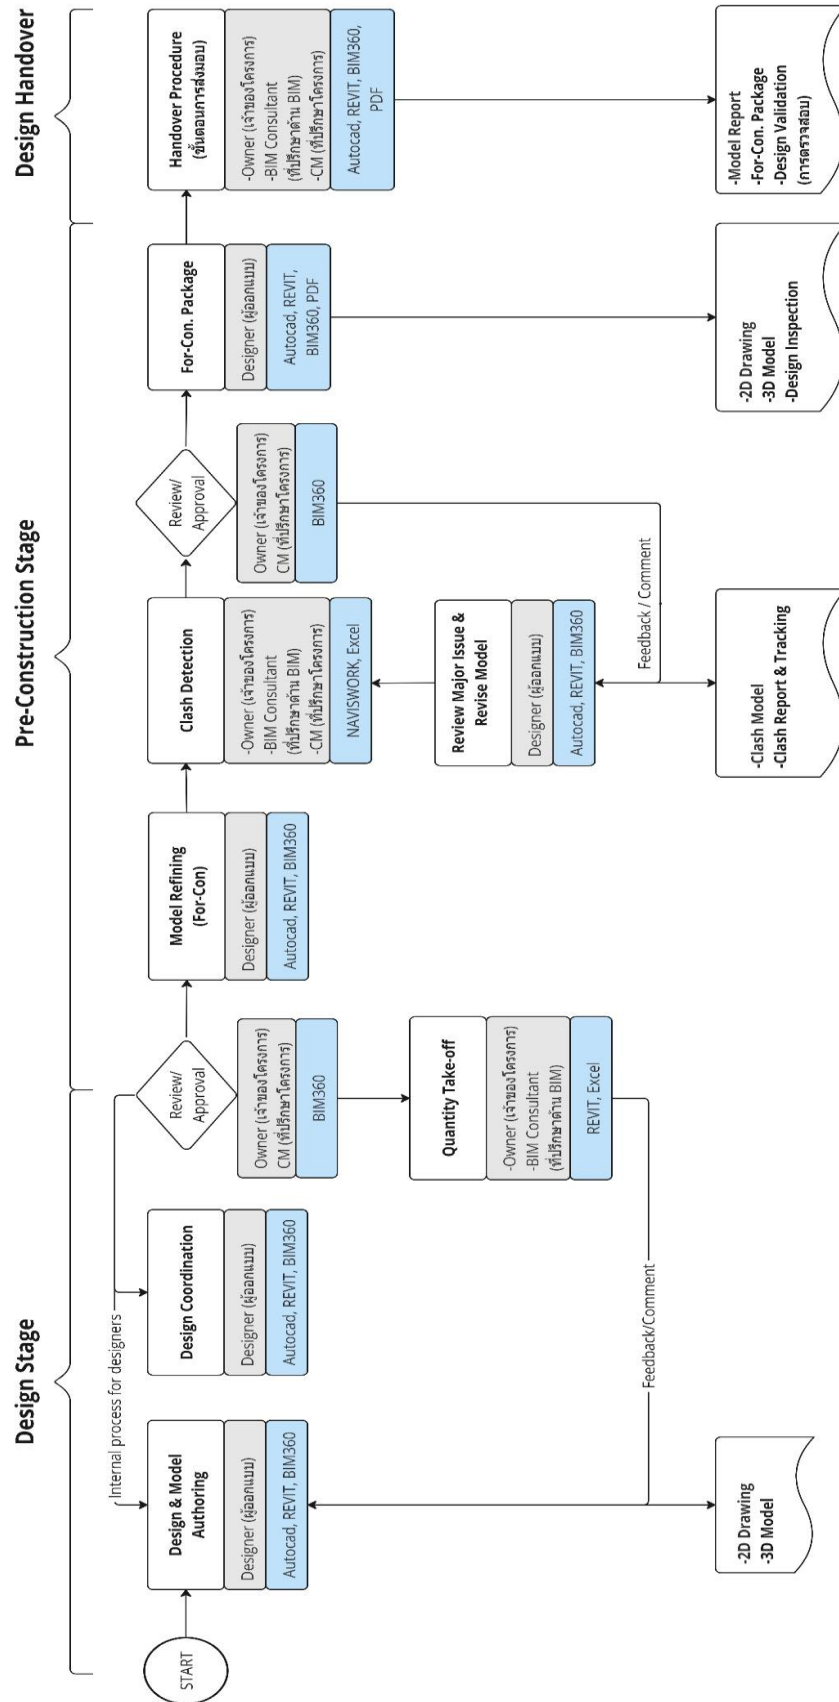 Design Stage
Pre-Construction Stage
Design Handover
Internal process for designers
START
Design & Model
Authoring
Designer (ผู้ออกแบบ)
Autocad, REVIT, BIM360
Design Coordination
Designer (ผู้ออกแบบ)
Autocad, REVIT, BIM360
Review/
Approval
Owner (เจ้าของโครงการ)
CM (ที่ปรึกษาโครงการ)
BIM360
Quantity Take-off
-Owner (เจ้าของโครงการ)
-BIM Consultant
(ที่ปรึกษาด้าน BIM)
REVIT, Excel
Feedback/Comment
-2D Drawing
-3D Model
Model Refining
(For-Con)
Designer (ผู้ออกแบบ)
Autocad, REVIT, BIM360
Clash Detection
-Owner (เจ้าของโครงการ)
-BIM Consultant
(ที่ปรึกษาด้าน BIM)
-CM (ที่ปรึกษาโครงการ)
NAVISWORK, Excel
Review Major Issue &
Revise Model
Designer (ผู้ออกแบบ)
Autocad, REVIT, BIM360
Review/
Approval
Owner (เจ้าของโครงการ)
CM (ที่ปรึกษาโครงการ)
BIM360
Feedback / Comment
-Clash Model
-Clash Report & Tracking
For-Con. Package
Designer (ผู้ออกแบบ)
Autocad, REVIT,
BIM360, PDF
-2D Drawing
-3D Model
-Design Inspection
Handover Procedure
(ขั้นตอนการส่งมอบ)
-Owner (เจ้าของโครงการ)
-BIM Consultant
(ที่ปรึกษาด้าน BIM)
-CM (ที่ปรึกษาโครงการ)
Autocad, REVIT, BIM360,
PDF
-Model Report
-For-Con. Package
-Design Validation
(การตรวจสอบ)